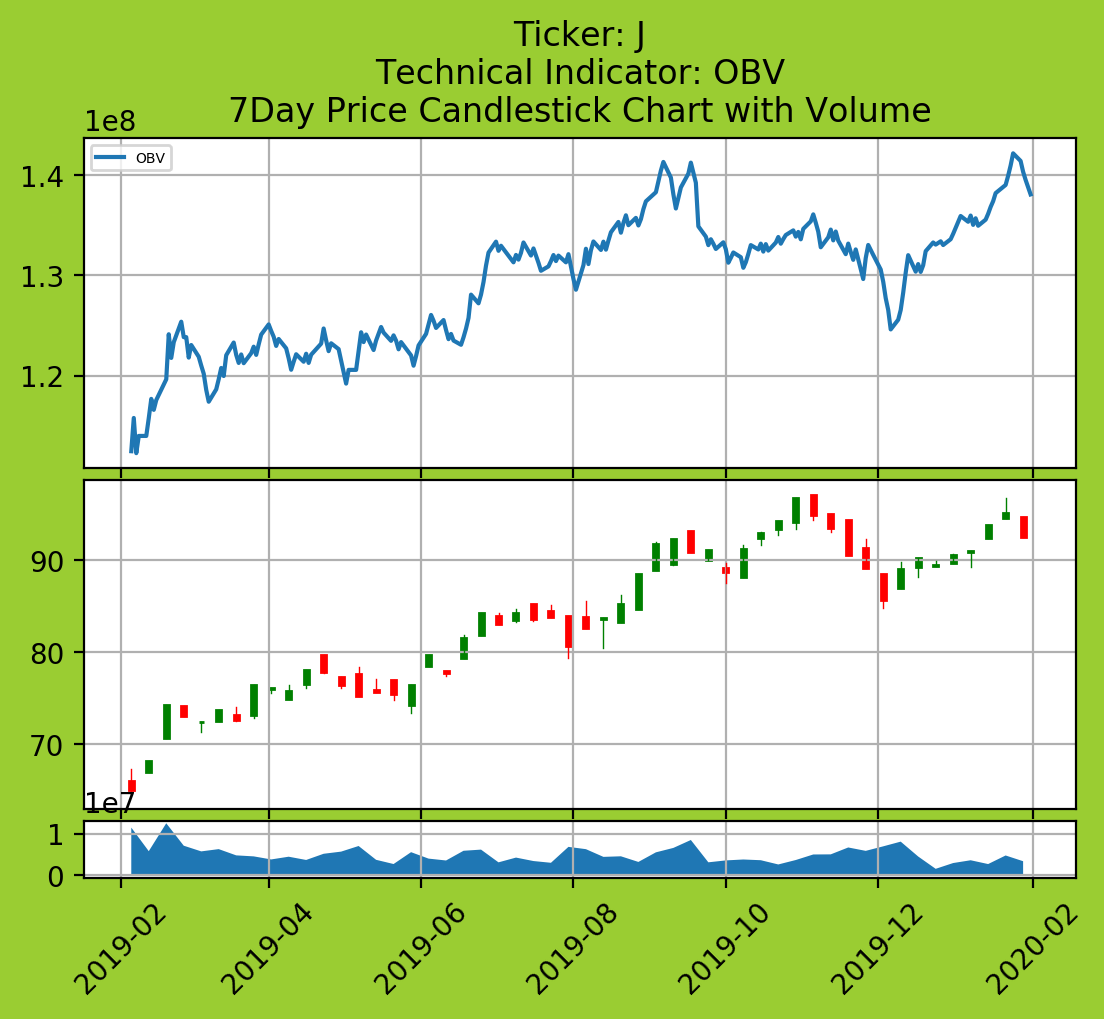 Ticker: J
Technical Indicator: OBV
7Day Price Candlestick Chart with Volume
1e8
OBV
1.4
1.3
1.2
90
80
70
1e7
1
0
2019-02
2019-04
2019-06
2019-08
2019-10
2019-12
2020-02